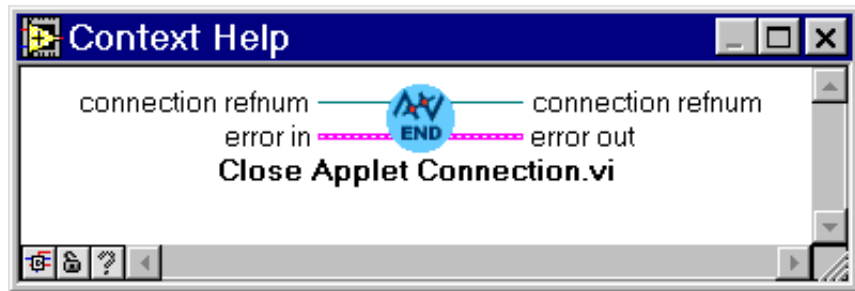 Context Help
connection refnum connection refnum
error in END error out
Close Applet Connection.vi
?